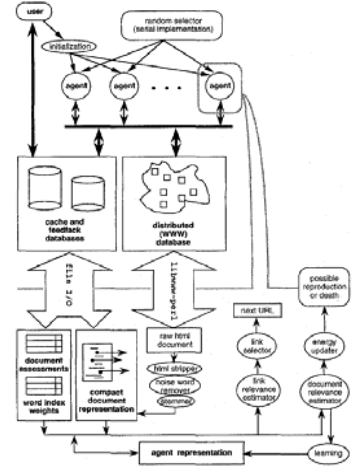 user
random selector
(serial implementation)
initialization
agent
agent
agent
cache and
feedback
databases
distributed
(WWW)
database
file I/O
libwww-perl
possible
reproduction
or death
next URL
raw html
document
link
selector
energy
updater
document
assessments
word index
weights
compact
document
representation
html stripper
noise word
remover
stemmer
link
relevance
estimator
document
relevance
estimator
agent representation
learning